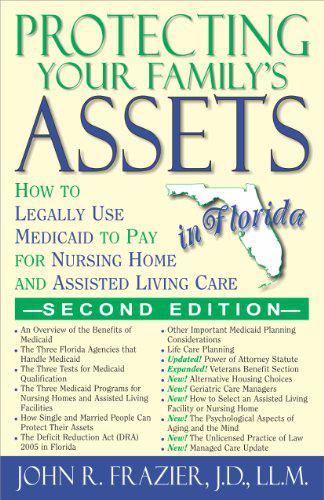 PROTECTING
YOUR FAMILY'S
ASSETS
in Florida
HOW TO
LEGALLY USE
MEDICAID TO PAY
FOR NURSING HOME
AND ASSISTED LIVING CARE
—SECOND EDITION—
• An Overview of the Benefits of
Medicaid
• The Three Florida Agencies that
Handle Medicaid
• The Three Tests for Medicaid
Qualification
• The Three Medicaid Programs for
Nursing Homes and Assisted Living
Facilities
• How Single and Married People Can
Protect Their Assets
• The Deficit Reduction Act (DRA)
2005 in Florida
• Other Important Medicaid Planning
Considerations
• Life Care Planning
• Updated! Power of Attorney Statute
• Expanded! Veterans Benefit Section
• New! Alternative Housing Choices
• New! Geriatric Care Managers
• New! How to Select an Assisted Living
Facility or Nursing Home
• New! The Psychological Aspects of
Aging and the Mind
• New! The Unlicensed Practice of Law
• New! Managed Care Update
JOHN R. FRAZIER, J.D., LL.M.